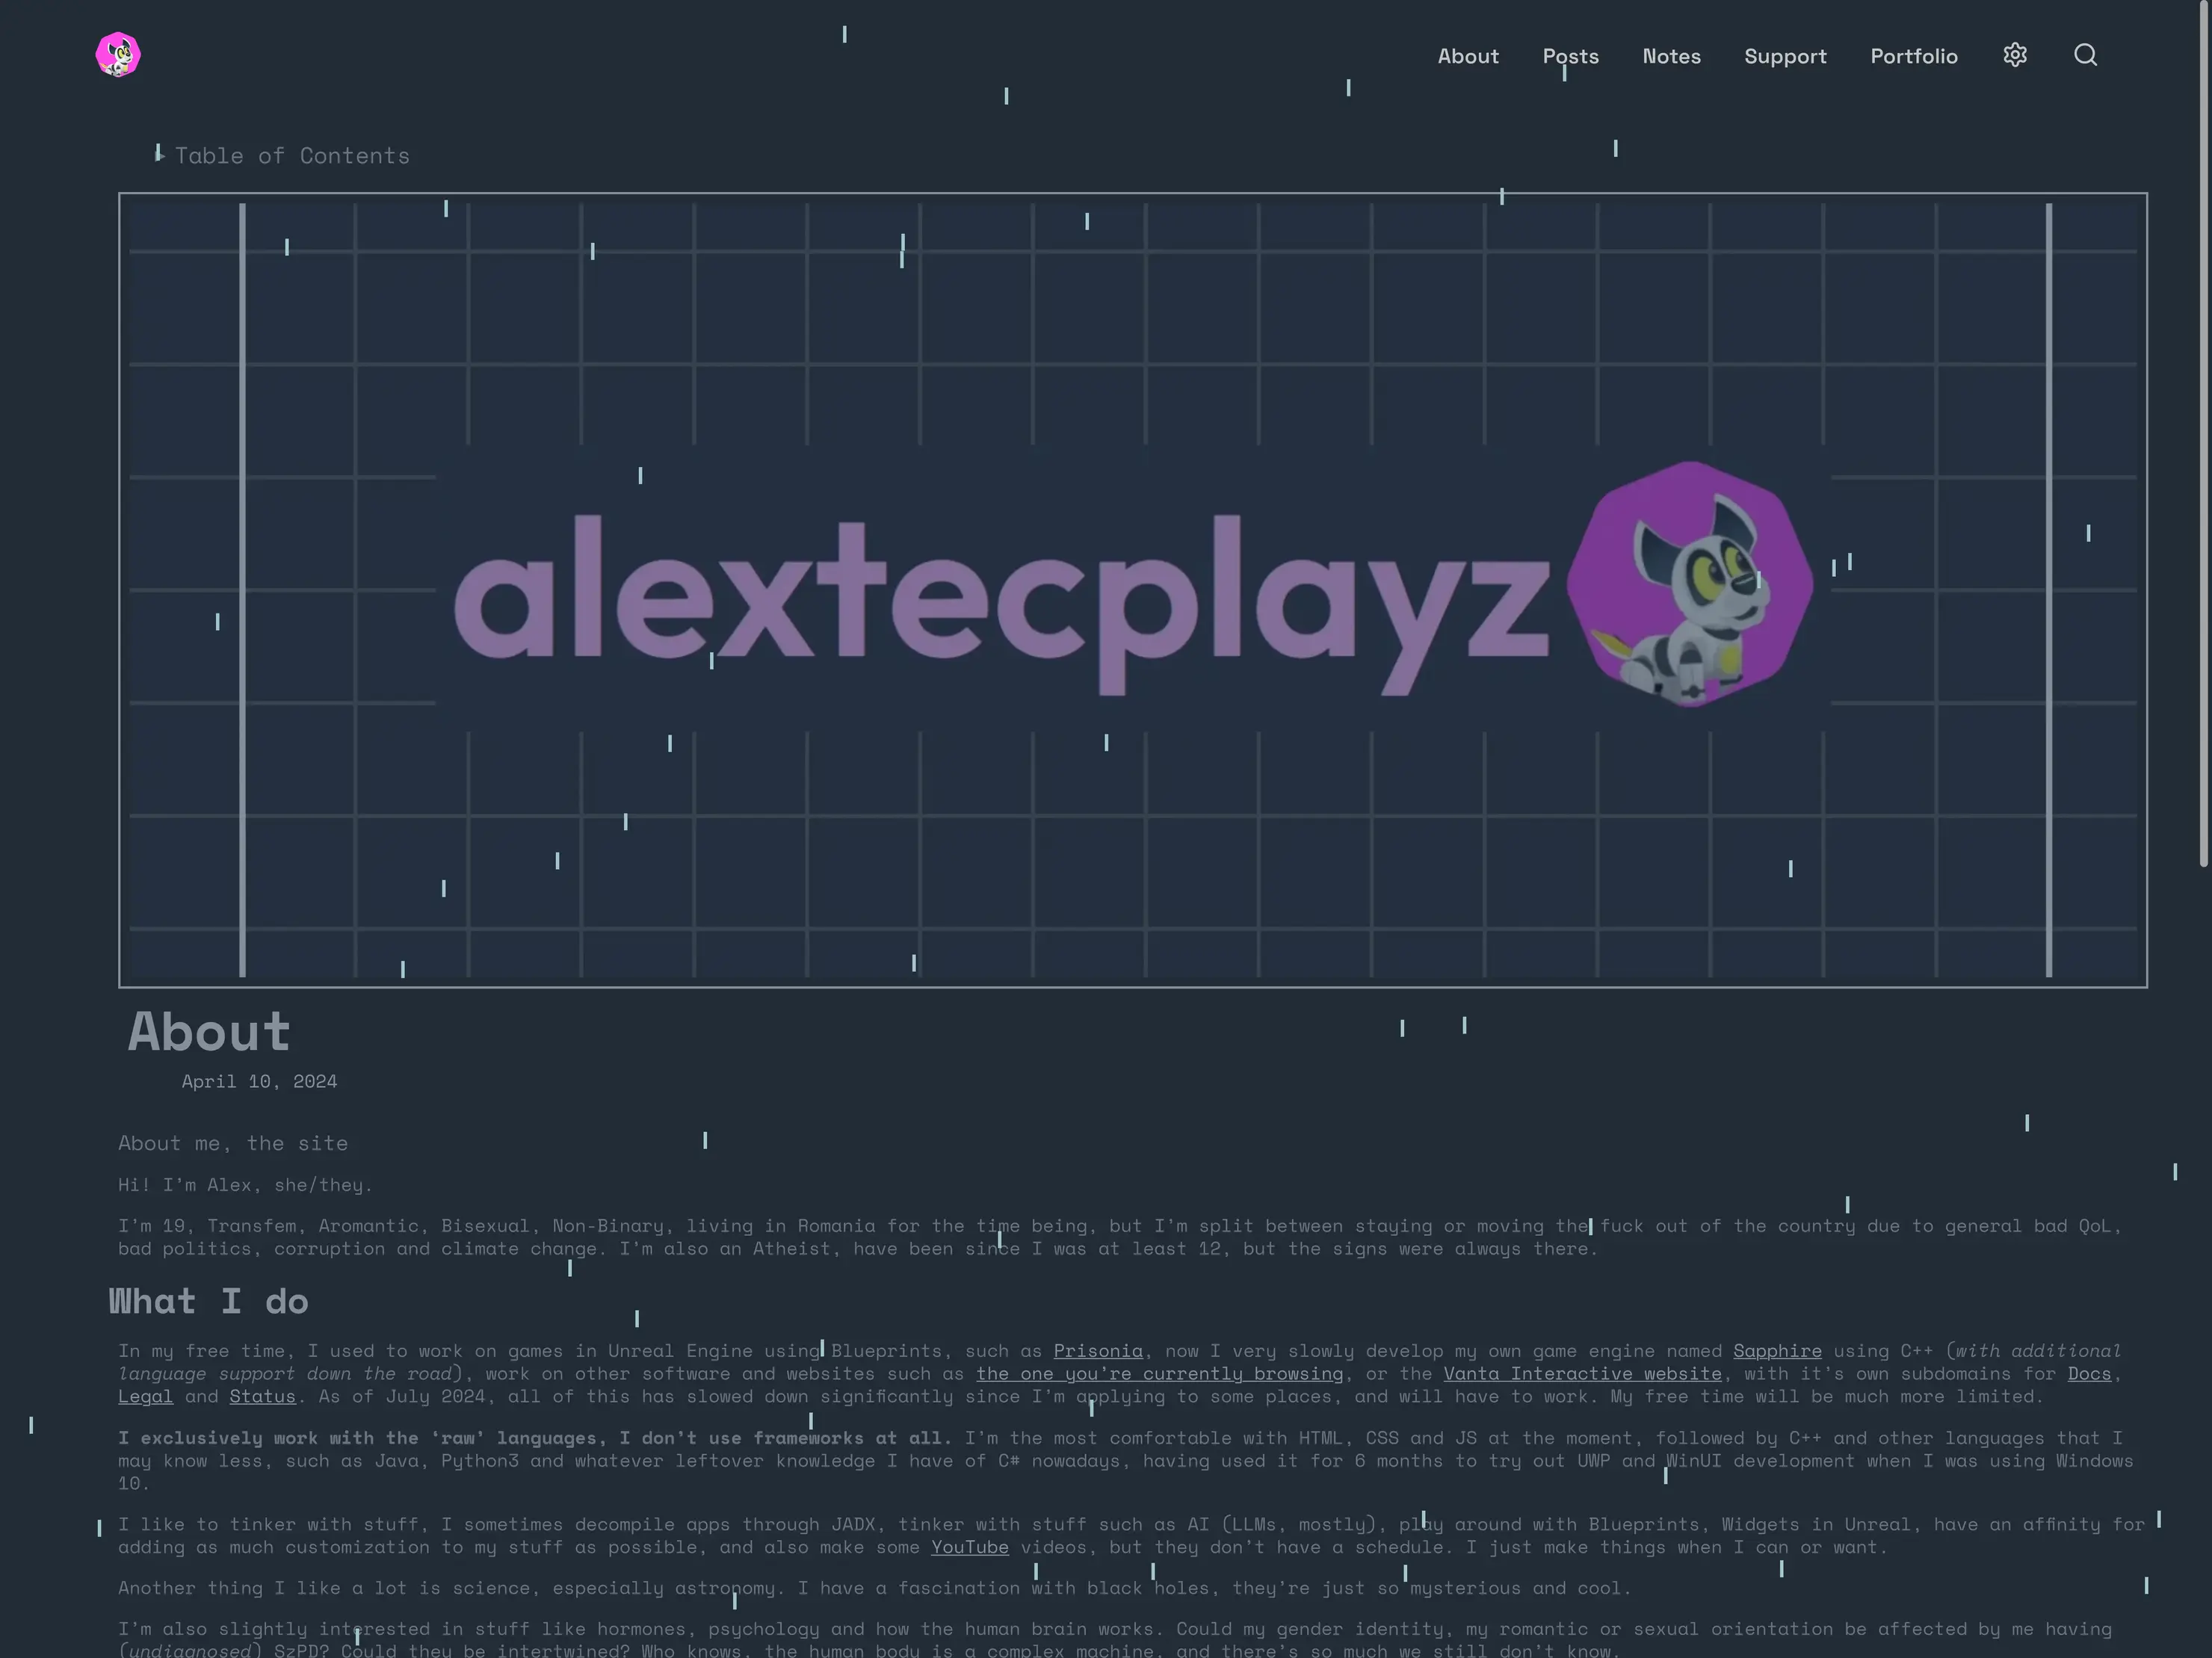 About Posts Notes Support Portfolio
Table of Contents
alextecplayz
About
April 10, 2024
About me, the site
Hi! I'm Alex, she/they.
I'm 19, Transfem, Aromantic, Bisexual, Non-Binary, living in Romania for the time being, but I'm split between staying or moving the fuck out of the country due to general bad QoL,
bad politics, corruption and climate change. I'm also an Atheist, have been since I was at least 12, but the signs were always there.
What I do
In my free time, I used to work on games in Unreal Engine using Blueprints, such as Prisonia, now I very slowly develop my own game engine named Sapphire using C++ (with additional
language support down the road), work on other software and websites such as the one you're currently browsing, or the Vanta Interactive website, with it's own subdomains for Docs,
Legal and Status. As of July 2024, all of this has slowed down significantly since I'm applying to some places, and will have to work. My free time will be much more limited.
I exclusively work with the ‘raw’ languages, I don't use frameworks at all. I'm the most comfortable with HTML, CSS and JS at the moment, followed by C++ and other languages that I
may know less, such as Java, Python3 and whatever leftover knowledge I have of C# nowadays, having used it for 6 months to try out UWP and WinUI development when I was using Windows
10.
I like to tinker with stuff, I sometimes decompile apps through JADX, tinker with stuff such as AI (LLMs, mostly), play around with Blueprints, Widgets in Unreal, have an affinity for
adding as much customization to my stuff as possible, and also make some YouTube videos, but they don't have a schedule. I just make things when I can or want.
Another thing I like a lot is science, especially astronomy. I have a fascination with black holes, they're just so mysterious and cool.
I'm also slightly interested in stuff like hormones, psychology and how the human brain works. Could my gender identity, my romantic or sexual orientation be affected by me having
(undiagnosed) SzPD? Could they be intertwined? Who knows, the human body is a complex machine, and there's so much we still don't know.